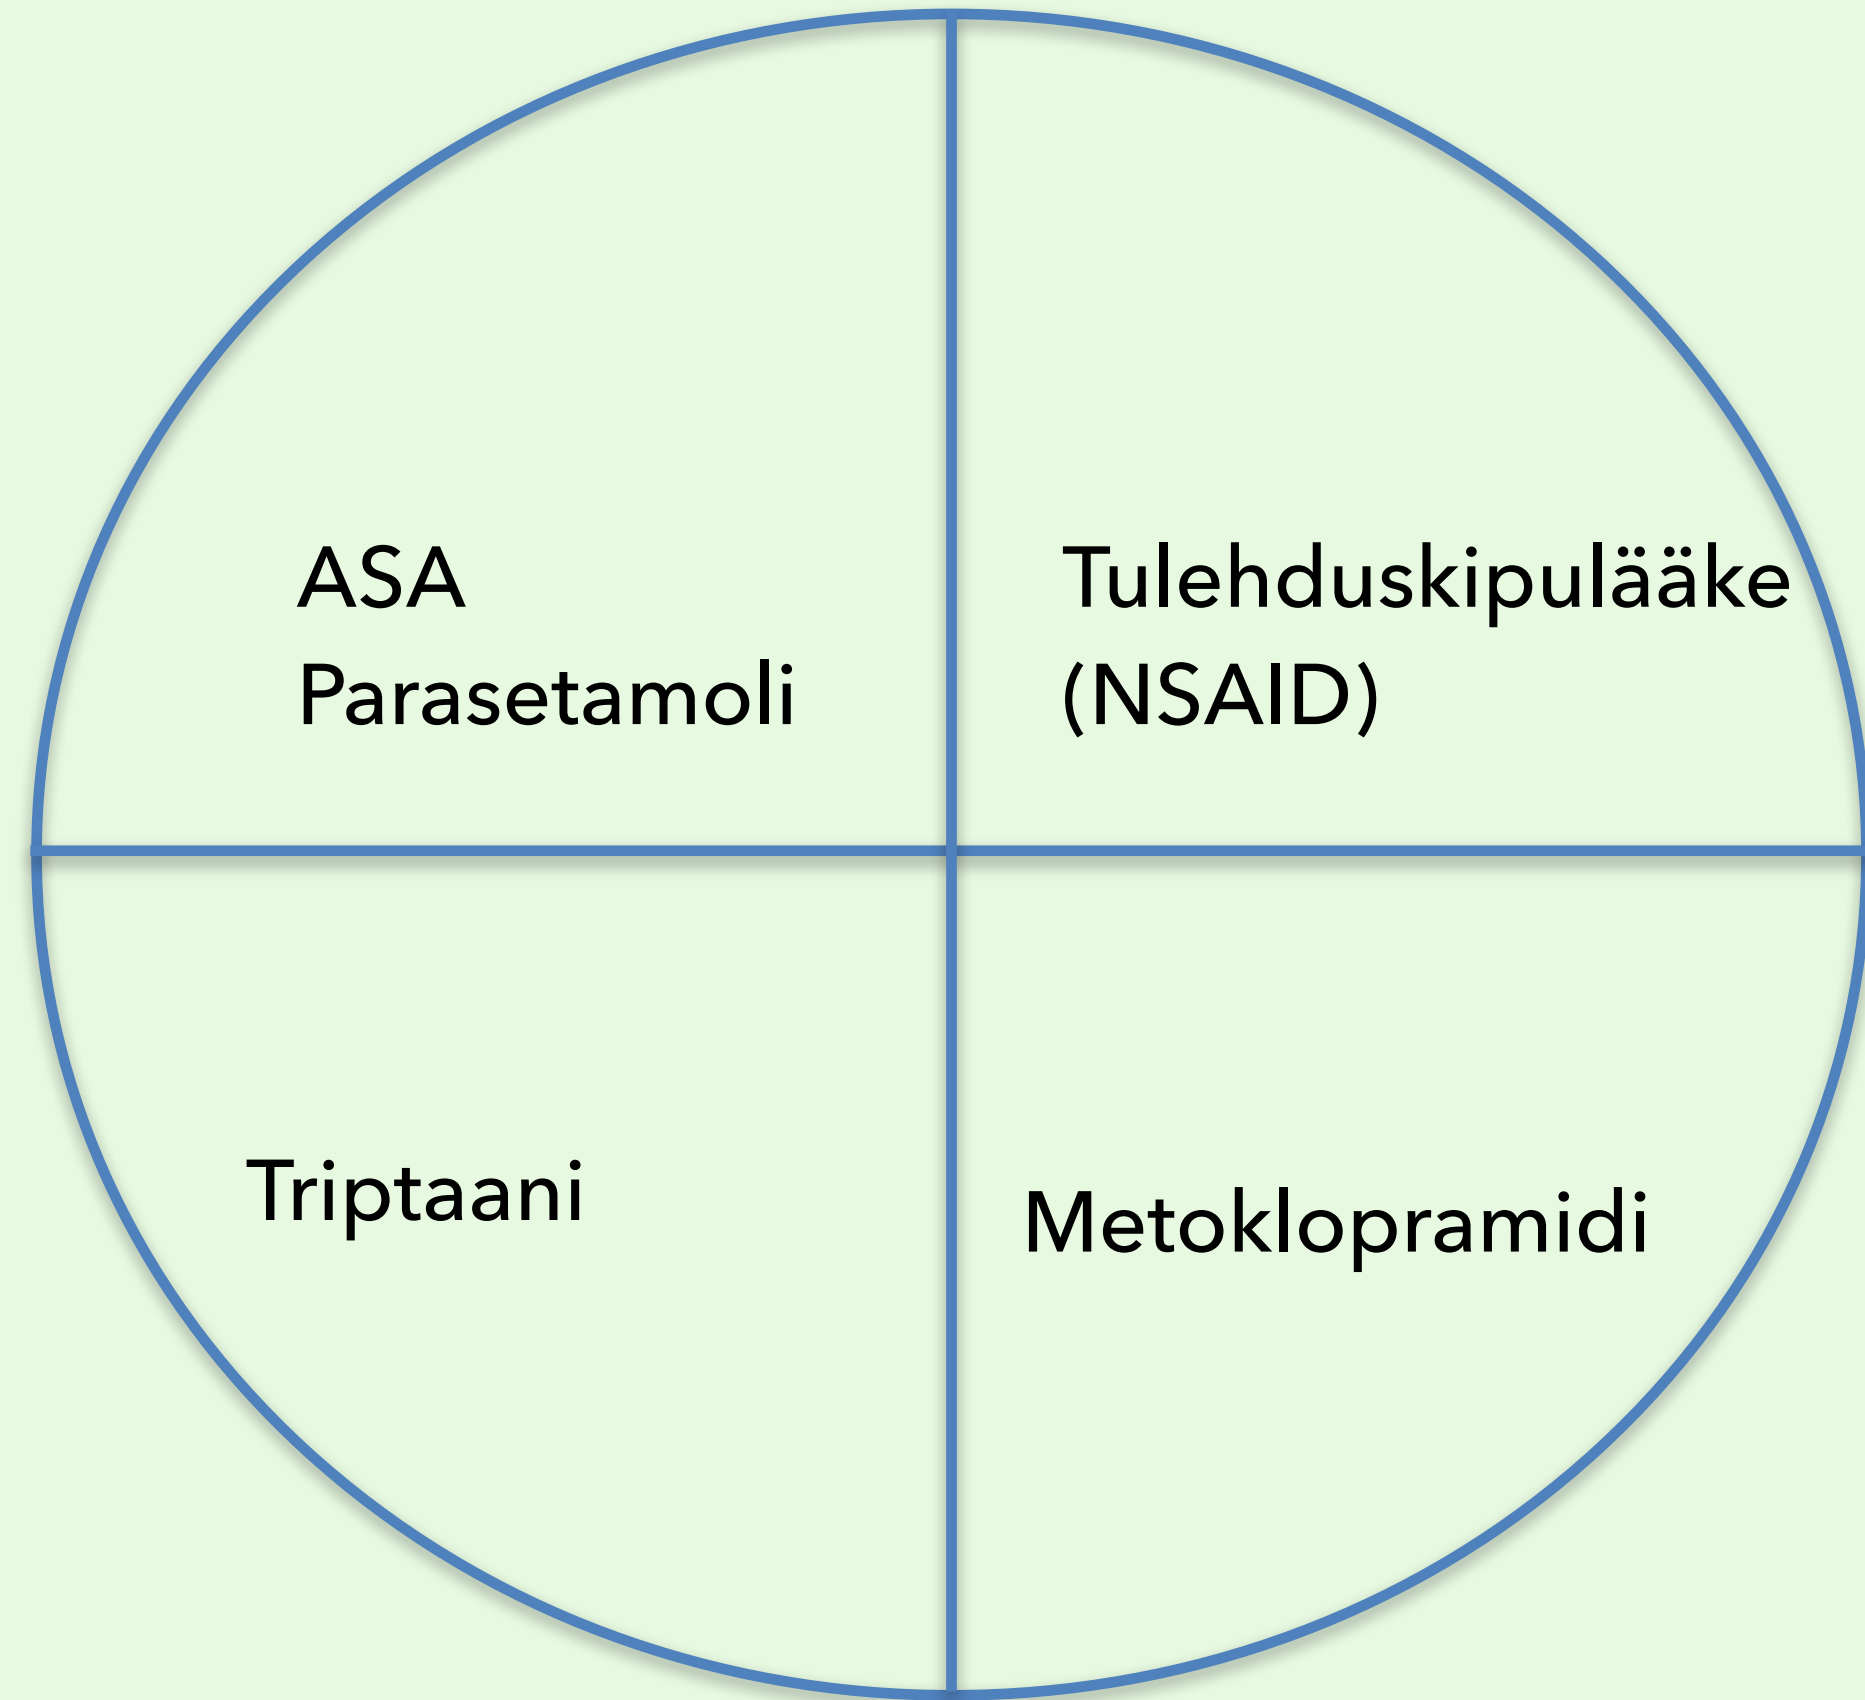 ASA
Parasetamoli
Tulehduskipulääke
(NSAID)
Triptaani
Metoklopramidi